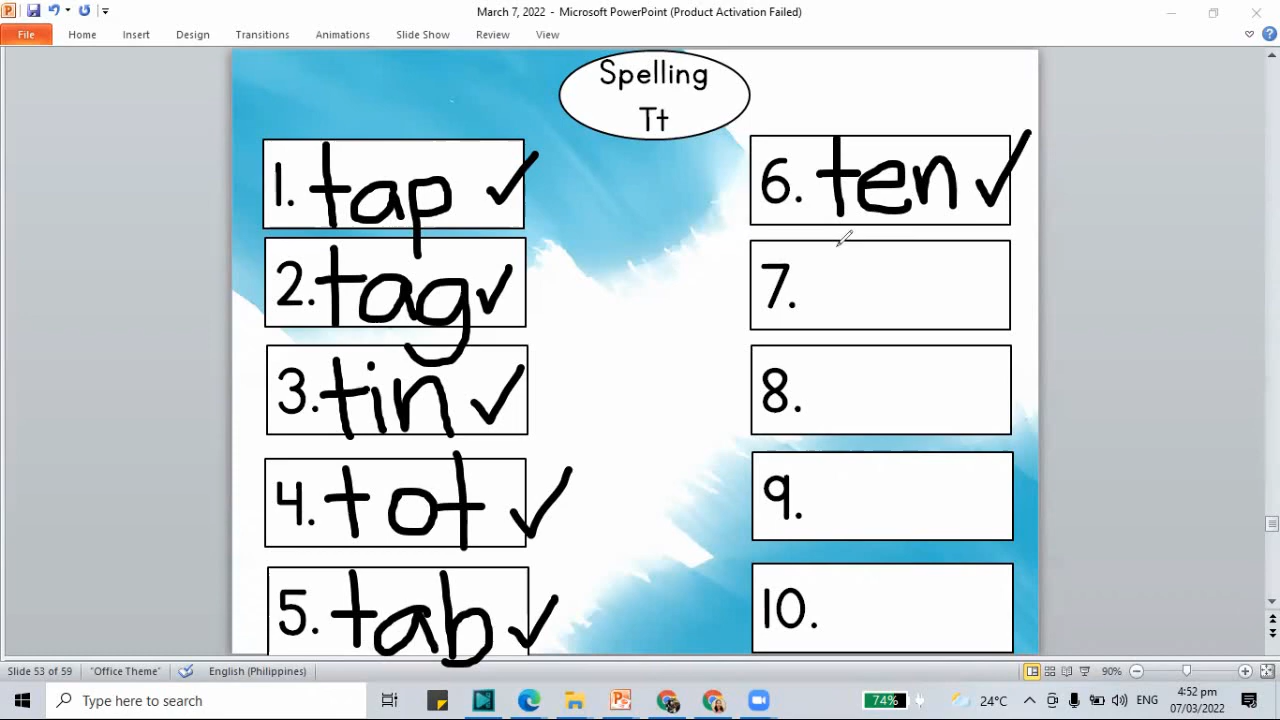 March 7, 2022 - Microsoft PowerPoint (Product Activation Failed)
File Home Insert Design Transitions Animations Slide Show Review View
Spelling
Tt
1. tap ✓
2. tag ✓
3. tin ✓
4. tot ✓
5. tab ✓
6. ten ✓
7.
8.
9.
10.
Slide 53 of 59 "Office Theme" English (Philippines) 90%
Type here to search 74% 24°C ENG 4:52 pm
07/03/2022